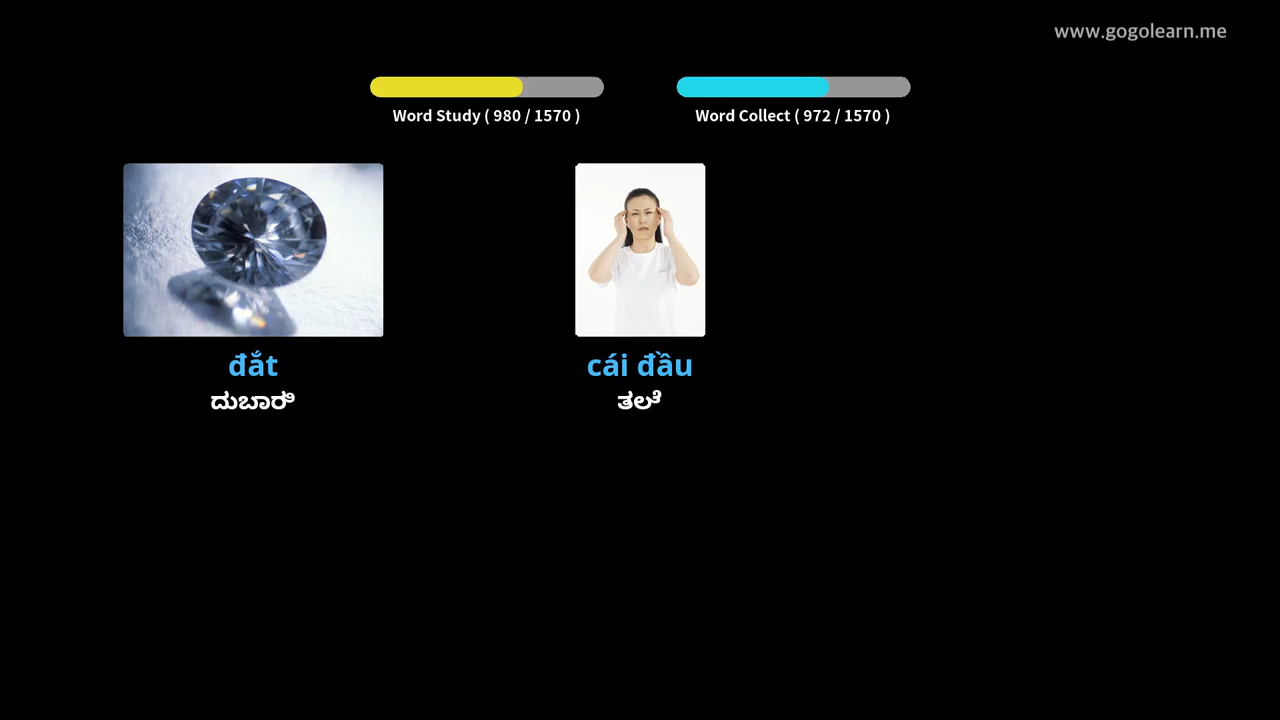 www.gogolearn.me
Word Study ( 980 / 1570 )
Word Collect ( 972 / 1570 )
đắt
ದುಬಾರಿ
cái đầu
ತಲೆ